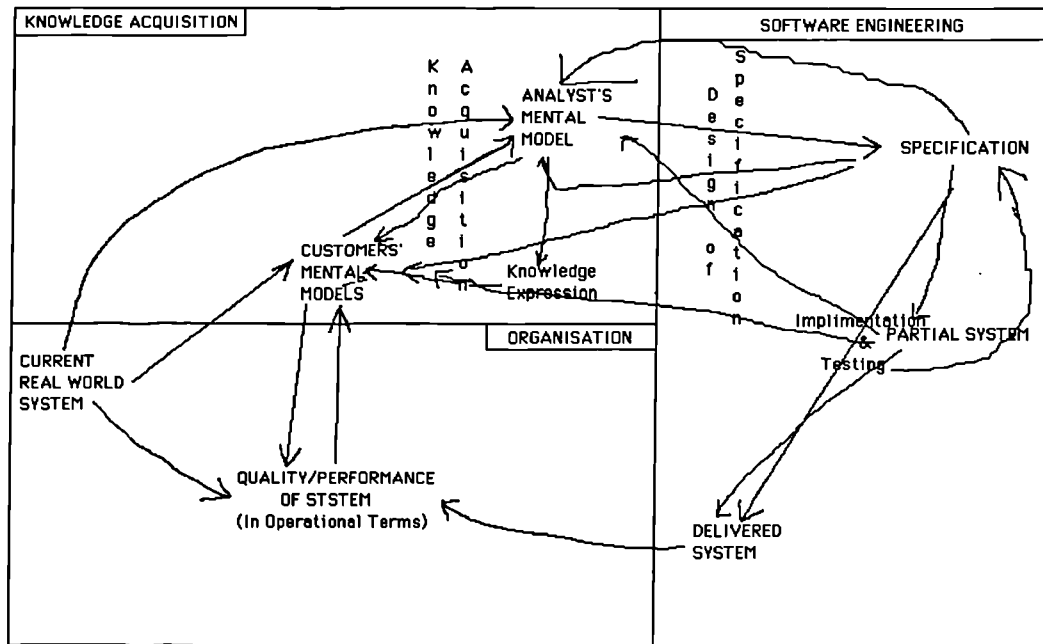 KNOWLEDGE ACQUISITION
SOFTWARE ENGINEERING
Knowledge
Acquisition
ANALYST'S
MENTAL
MODEL
Design of
Specification
SPECIFICATION
CUSTOMERS'
MENTAL
MODELS
Knowledge
Expression
Implimentation
&
Testing
PARTIAL SYSTEM
ORGANISATION
CURRENT
REAL WORLD
SYSTEM
QUALITY/PERFORMANCE
OF STSTEM
(In Operational Terms)
DELIVERED
SYSTEM